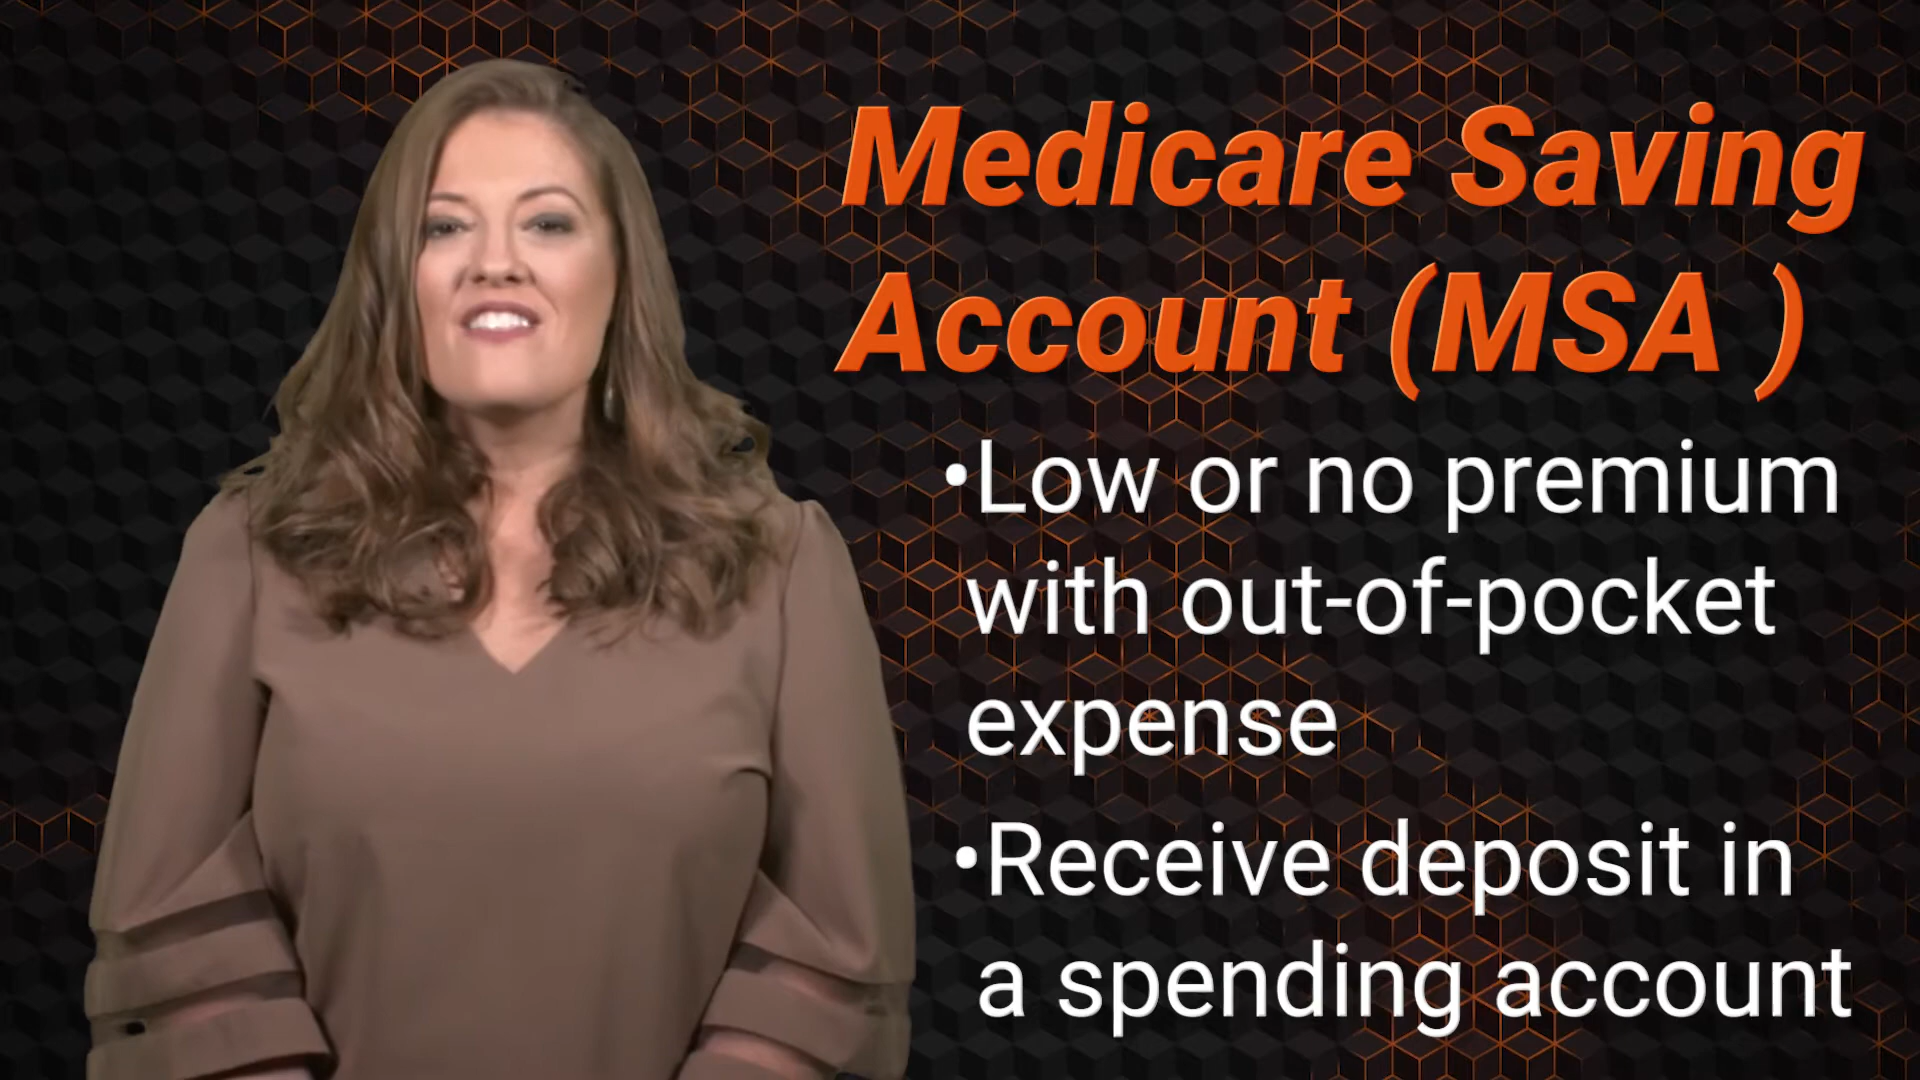 Medicare Saving
Account (MSA )
•Low or no premium
with out-of-pocket
expense
•Receive deposit in
a spending account